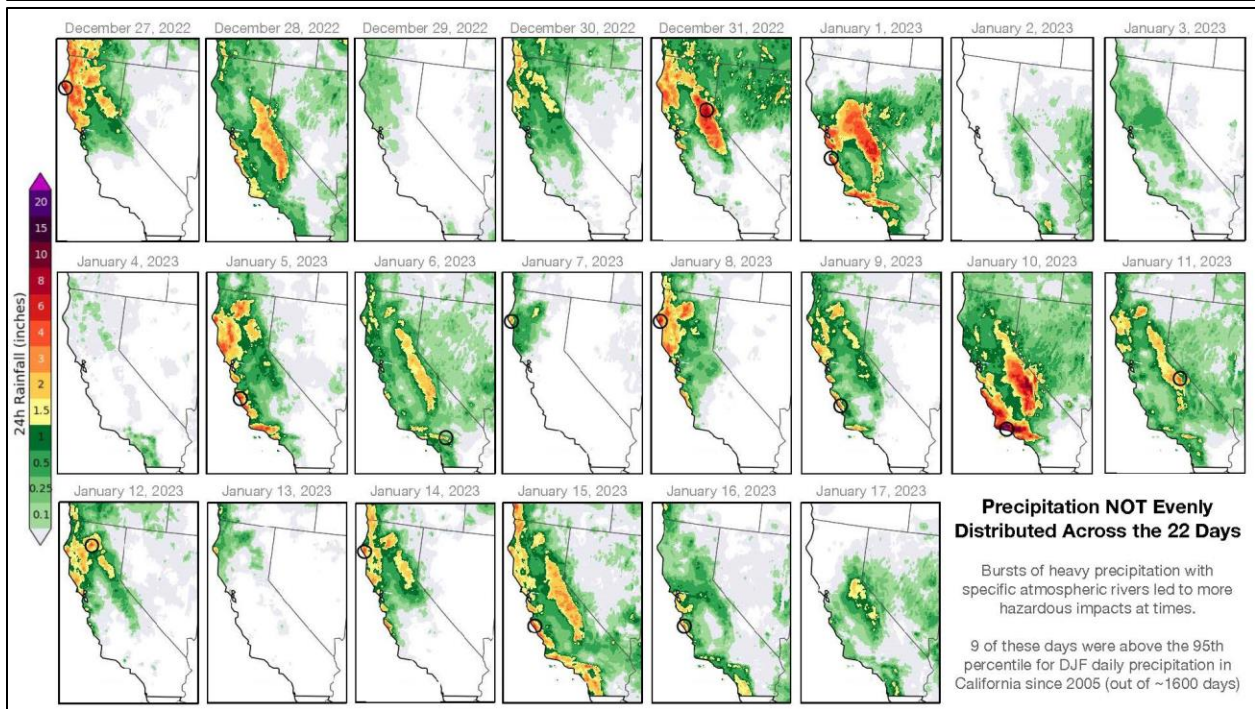 December 27, 2022
December 28, 2022
December 29, 2022
December 30, 2022
December 31, 2022
January 1, 2023
January 2, 2023
January 3, 2023
24h Rainfall (inches)
20
15
10
8
6
4
3
2
1.5
1
0.5
0.25
0.1
January 4, 2023
January 5, 2023
January 6, 2023
January 7, 2023
January 8, 2023
January 9, 2023
January 10, 2023
January 11, 2023
January 12, 2023
January 13, 2023
January 14, 2023
January 15, 2023
January 16, 2023
January 17, 2023
Precipitation NOT Evenly
Distributed Across the 22 Days
Bursts of heavy precipitation with
specific atmospheric rivers led to more
hazardous impacts at times.
9 of these days were above the 95th
percentile for DJF daily precipitation in
California since 2005 (out of ~1600 days)